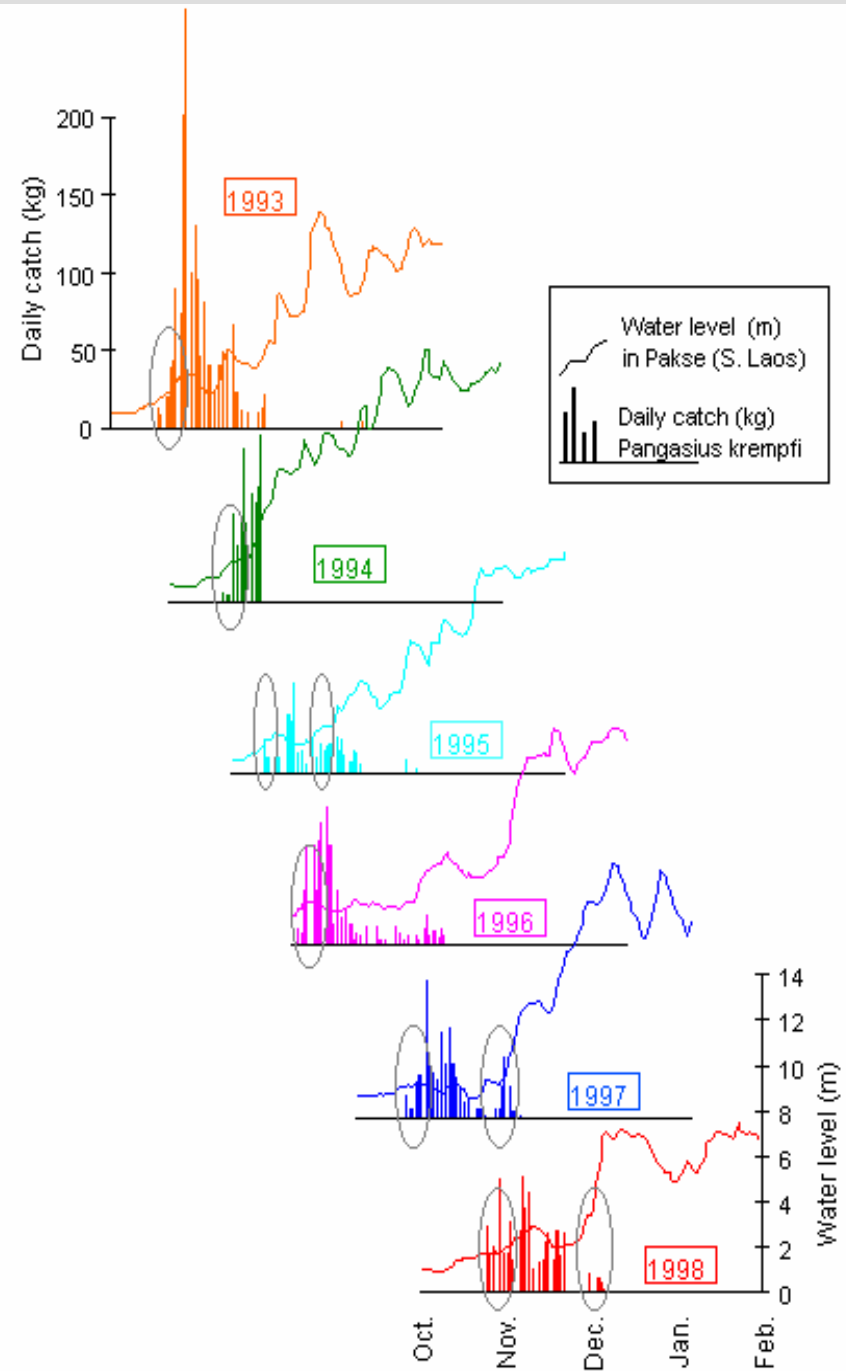 200
150
100
50
0
Daily catch (kg)
1993
Water level (m)
in Pakse (S. Laos)
Daily catch (kg)
Pangasius krempfi
1994
1995
1996
1997
1998
14
12
10
8
6
4
2
0
Water level (m)
Oct.
Nov.
Dec.
Jan.
Feb.